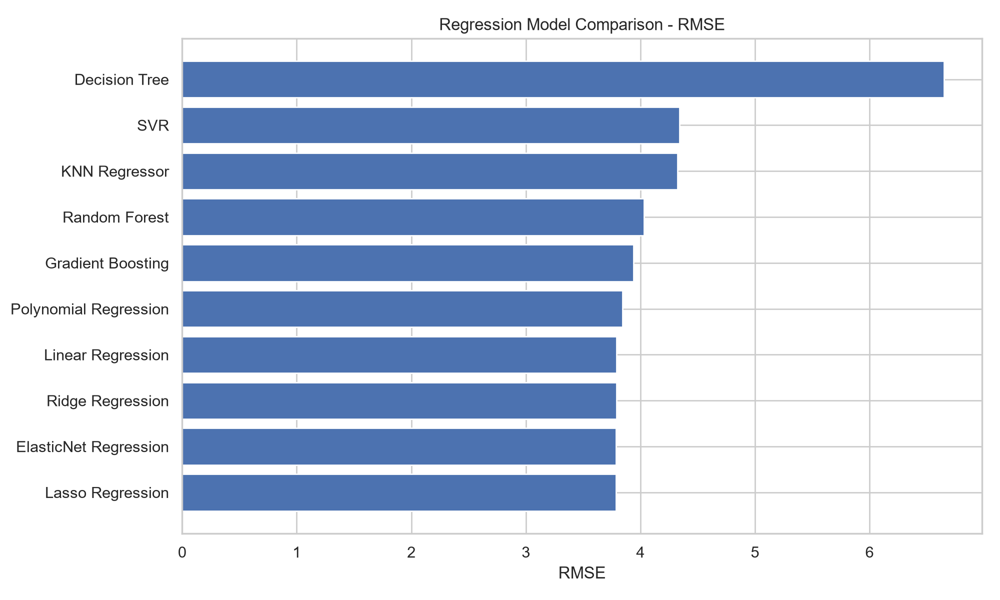 Regression Model Comparison - RMSE
Decision Tree
SVR
KNN Regressor
Random Forest
Gradient Boosting
Polynomial Regression
Linear Regression
Ridge Regression
ElasticNet Regression
Lasso Regression
0 1 2 3 4 5 6
RMSE